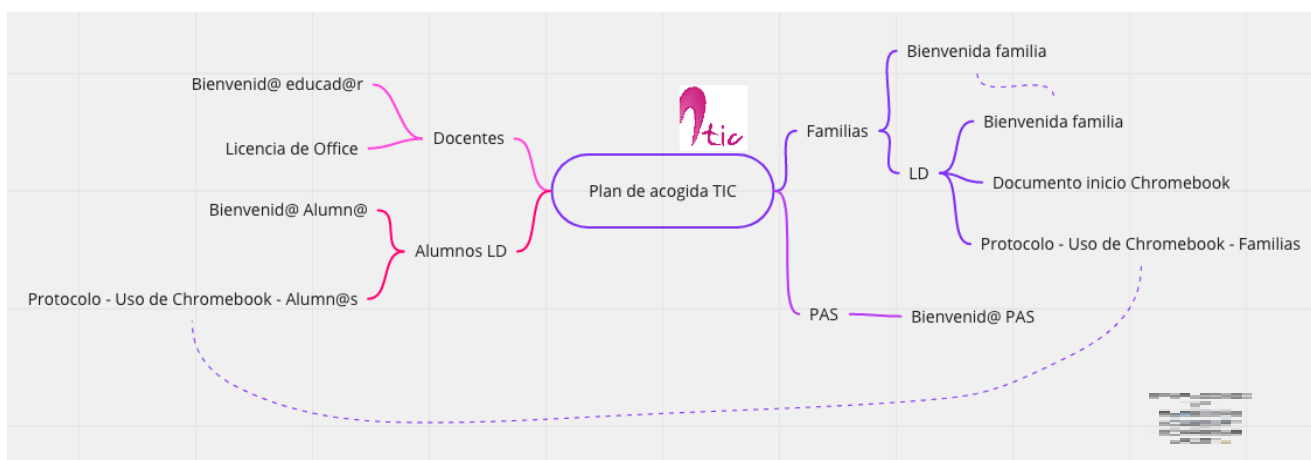 Bienvenid@ educad@r
Licencia de Office
Docentes
Bienvenid@ Alumn@
Alumnos LD
Protocolo - Uso de Chromebook - Alumn@s
tic
Plan de acogida TIC
Familias
Bienvenida familia
LD
Bienvenida familia
Documento inicio Chromebook
Protocolo - Uso de Chromebook - Familias
PAS
Bienvenid@ PAS